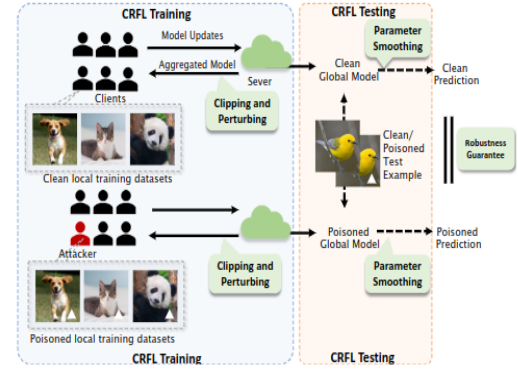 CRFL Training
CRFL Testing
Model Updates
Aggregated Model
Sever
Clients
Clipping and
Perturbing
Clean
Global Model
Parameter
Smoothing
Clean
Prediction
Clean local training datasets
Clean/
Poisoned
Test
Example
Robustness
Guarantee
Attacker
Clipping and
Perturbing
Poisoned
Global Model
Parameter
Smoothing
Poisoned
Prediction
Poisoned local training datasets
CRFL Training
CRFL Testing